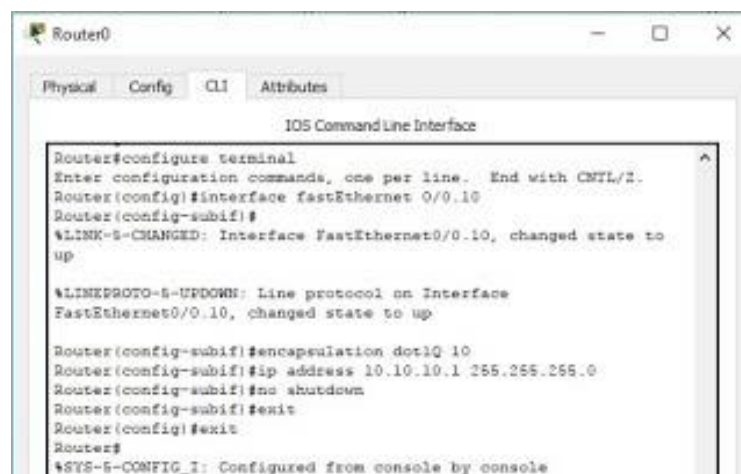 Router0
Physical Config CLI Attributes
IOS Command Line Interface
Router#configure terminal
Enter configuration commands, one per line. End with CNTL/Z.
Router(config)#interface fastEthernet 0/0.10
Router(config-subif)#
%LINK-5-CHANGED: Interface FastEthernet0/0.10, changed state to
up
%LINEPROTO-5-UPDOWN: Line protocol on Interface
FastEthernet0/0.10, changed state to up
Router(config-subif)#encapsulation dot1Q 10
Router(config-subif)#ip address 10.10.10.1 255.255.255.0
Router(config-subif)#no shutdown
Router(config-subif)#exit
Router(config)#exit
Router#
%SYS-5-CONFIG_I: Configured from console by console